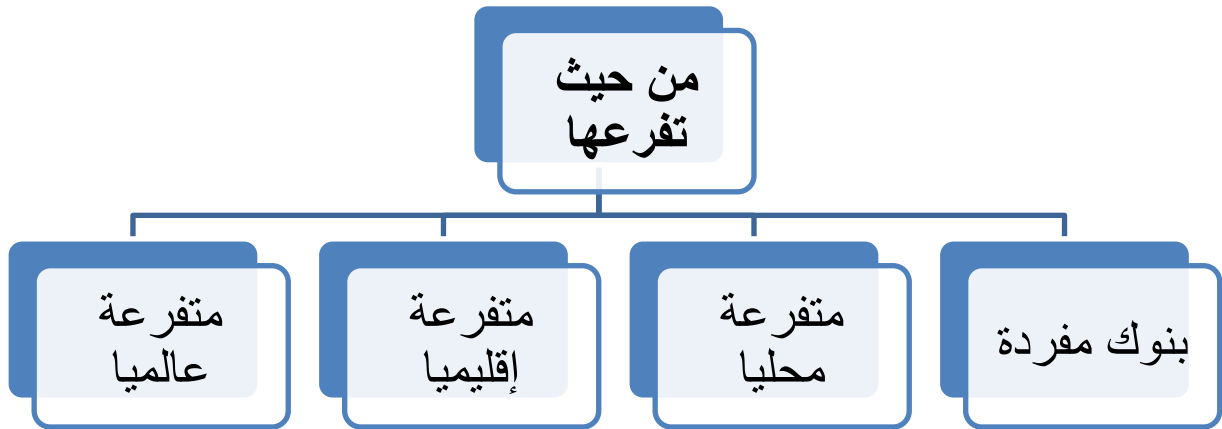 من حيث
تفرعها
بنوك مفردة
متفرعة
محليا
متفرعة
إقليميا
متفرعة
عالميا